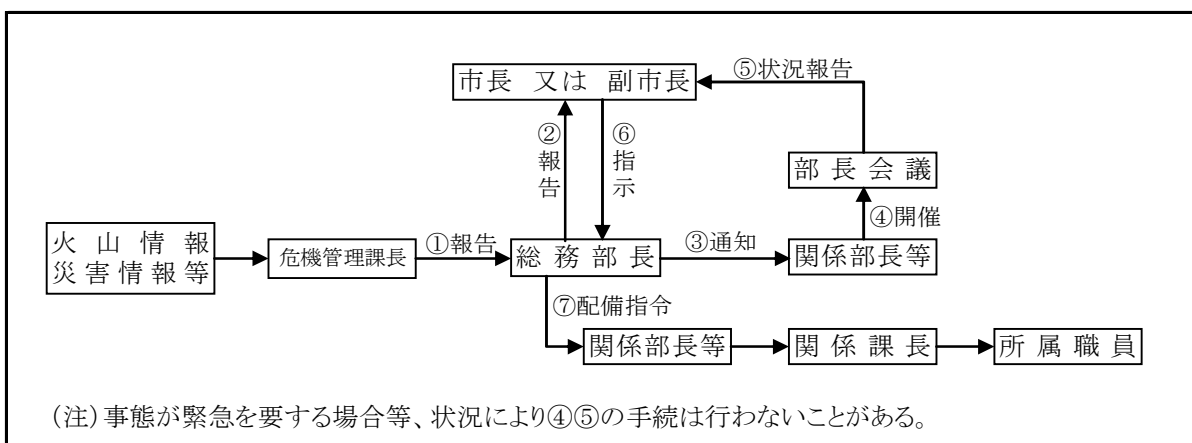 ⑤状況報告
市長 又は 副市長
②報告
⑥指示
部長会議
④開催
火山情報
災害情報等
危機管理課長
①報告
総務部長
③通知
関係部長等
⑦配備指令
関係部長等
関係課長
所属職員
(注)事態が緊急を要する場合等、状況により④⑤の手続は行わないことがある。